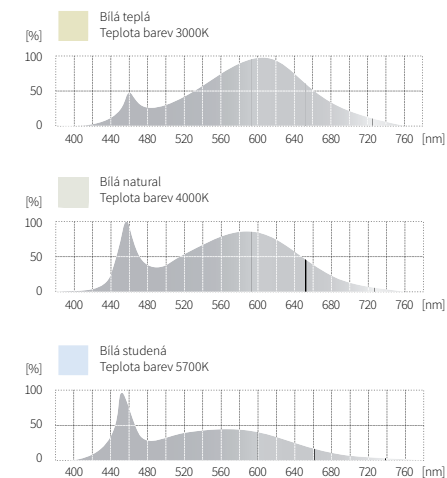 Bílá teplá
Teplota barev 3000K
[%]
100
50
0
400 440 480 520 560 600 640 680 720 760 [nm]
Bílá natural
Teplota barev 4000K
[%]
100
50
0
400 440 480 520 560 600 640 680 720 760 [nm]
Bílá studená
Teplota barev 5700K
[%]
100
50
0
400 440 480 520 560 600 640 680 720 760 [nm]